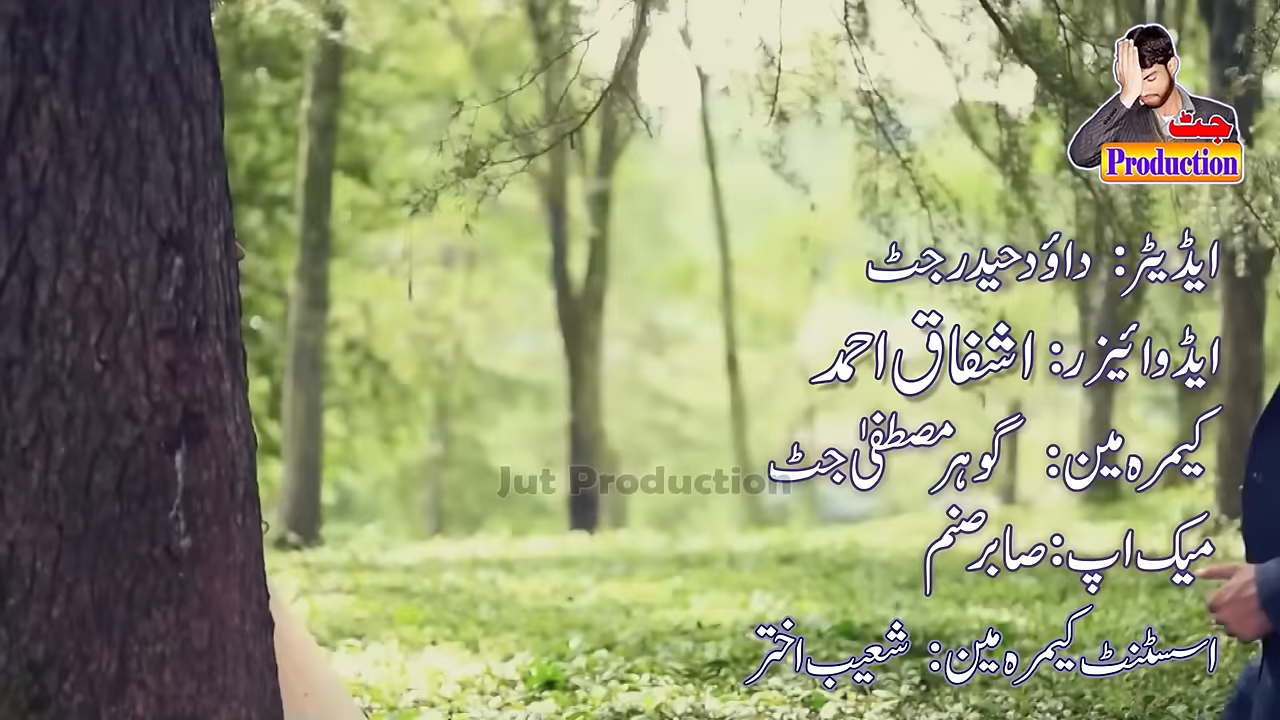 جٹ
Production
ایڈیٹر: داؤد حیدر جٹ
ایڈوائیزر: اشفاق احمد
کیمرہ مین: گوہر مصطفیٰ جٹ
Jut Production
میک اپ: صابر صنم
اسسٹنٹ کیمرہ مین: شعیب اختر